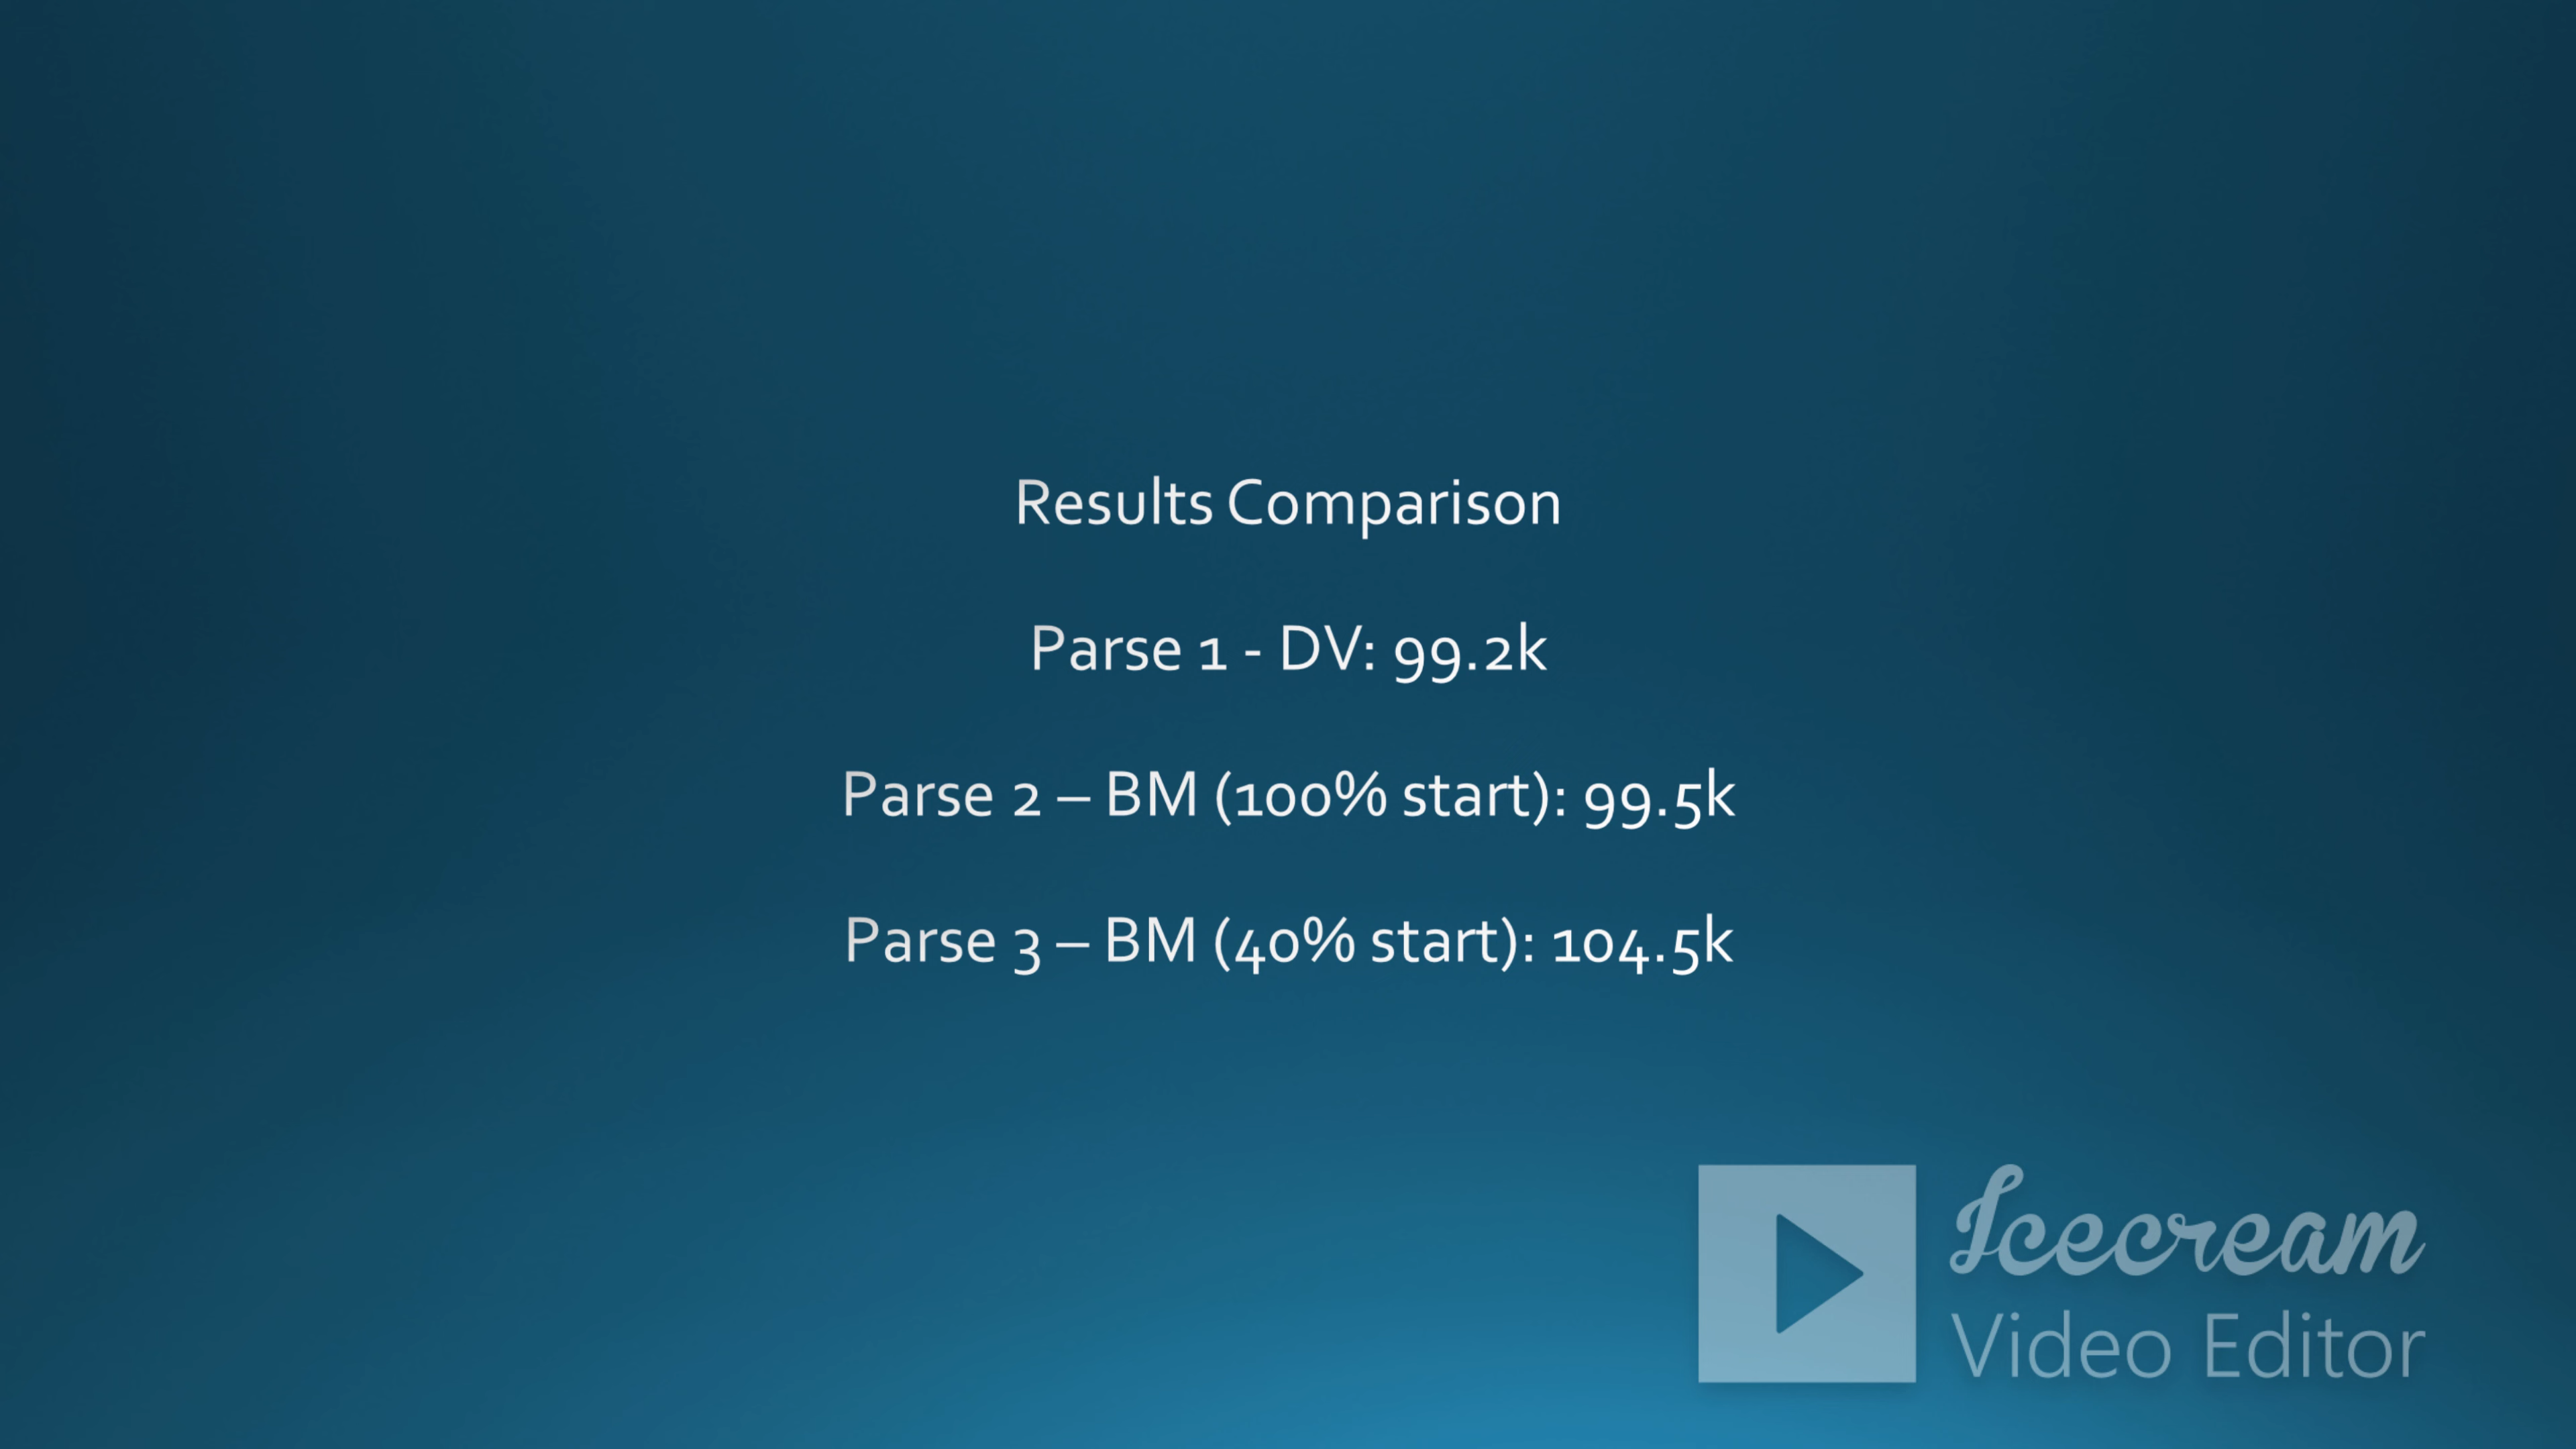 Results Comparison
Parse 1 - DV: 99.2k
Parse 2 – BM (100% start): 99.5k
Parse 3 – BM (40% start): 104.5k
Icecream
Video Editor